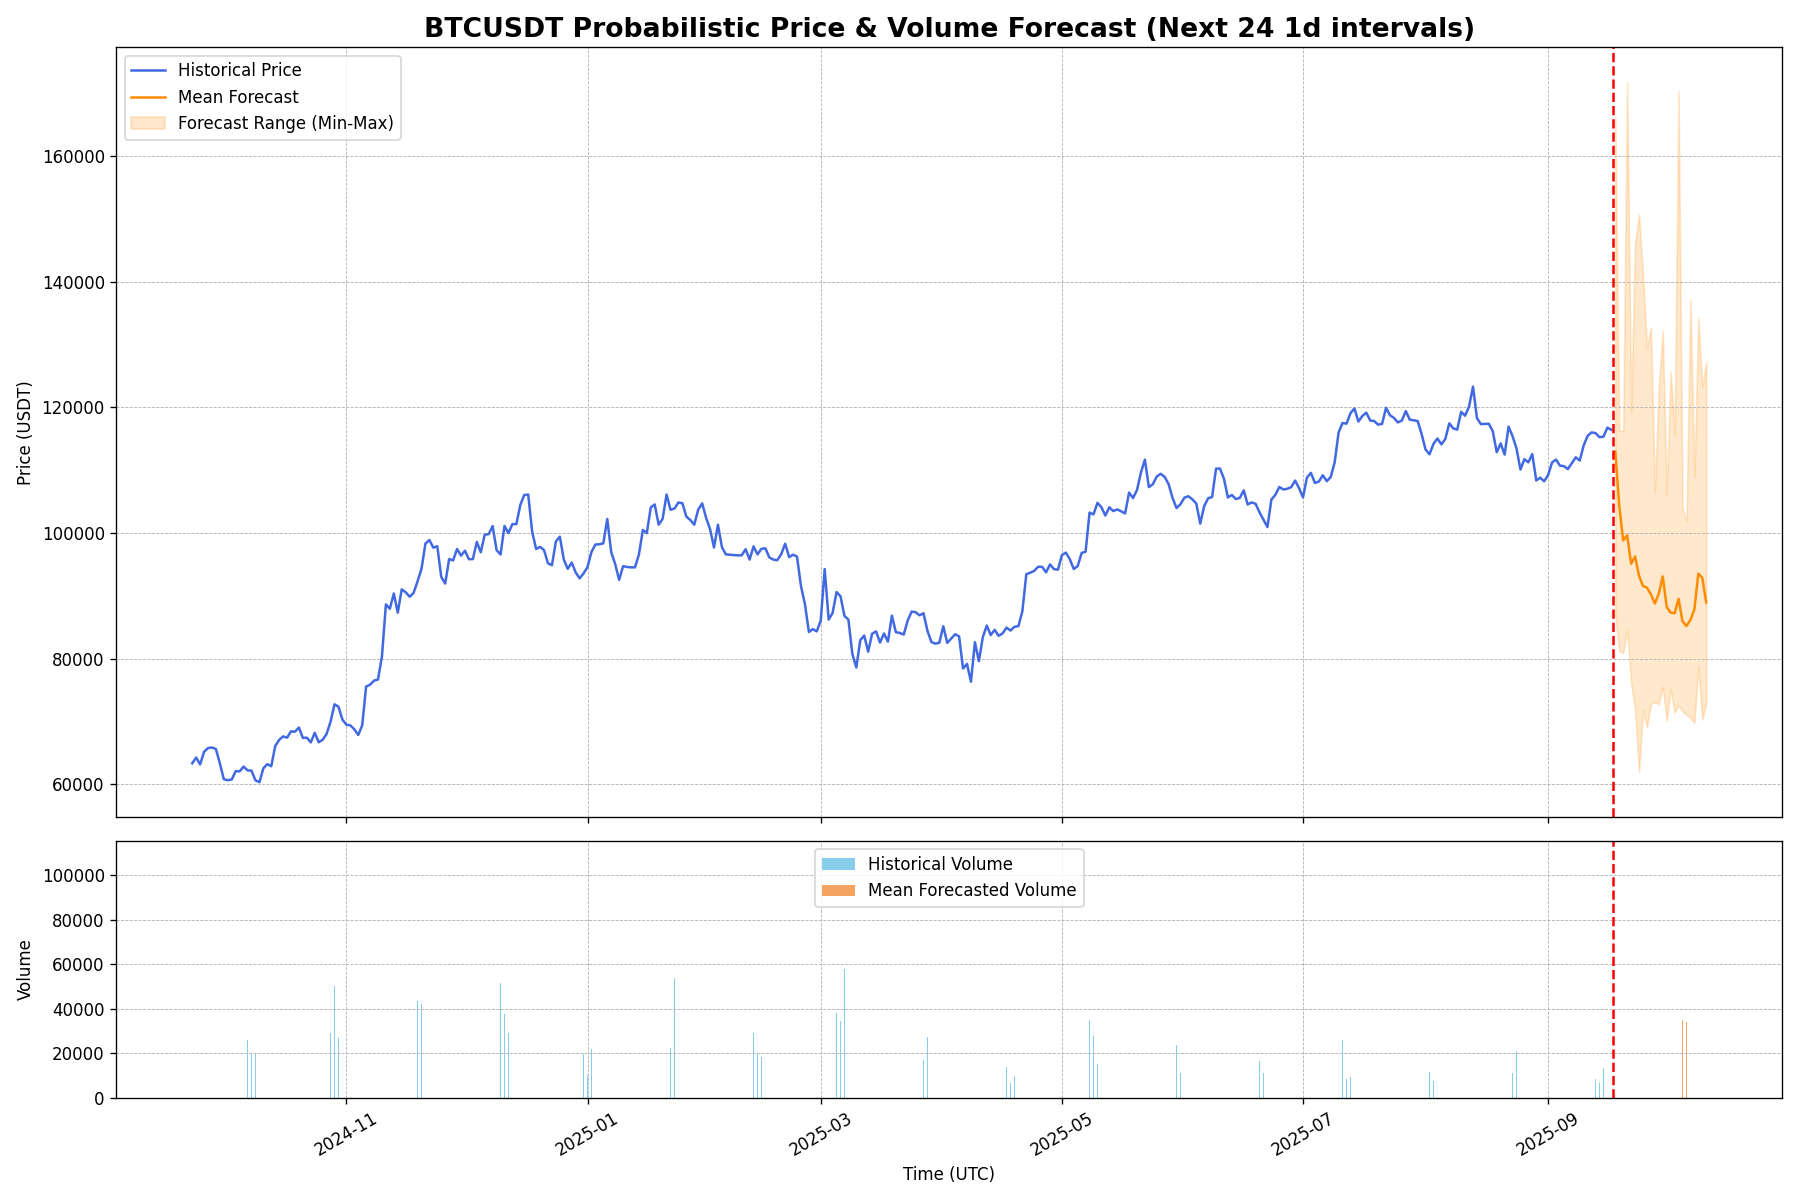 BTCUSDT Probabilistic Price & Volume Forecast (Next 24 1d intervals)
Historical Price
Mean Forecast
Forecast Range (Min-Max)
Price (USDT)
160000
140000
120000
100000
80000
60000
Historical Volume
Mean Forecasted Volume
Volume
100000
80000
60000
40000
20000
0
2024-11
2025-01
2025-03
2025-05
2025-07
2025-09
Time (UTC)